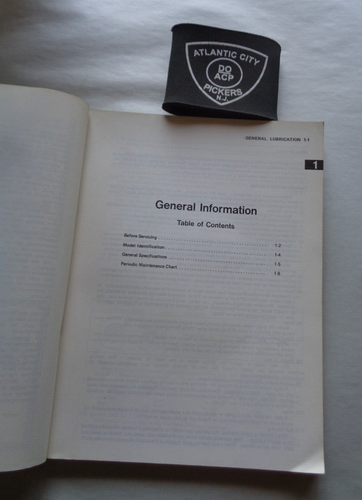 ATLANTIC CITY
DO
ACP
PICKERS
N.J.
GENERAL LUBRICATION 1-1
1
General Information
Table of Contents
Before Servicing 1-2
Model Identification 1-4
General Specifications 1-5
Periodic Maintenance Chart 1-6